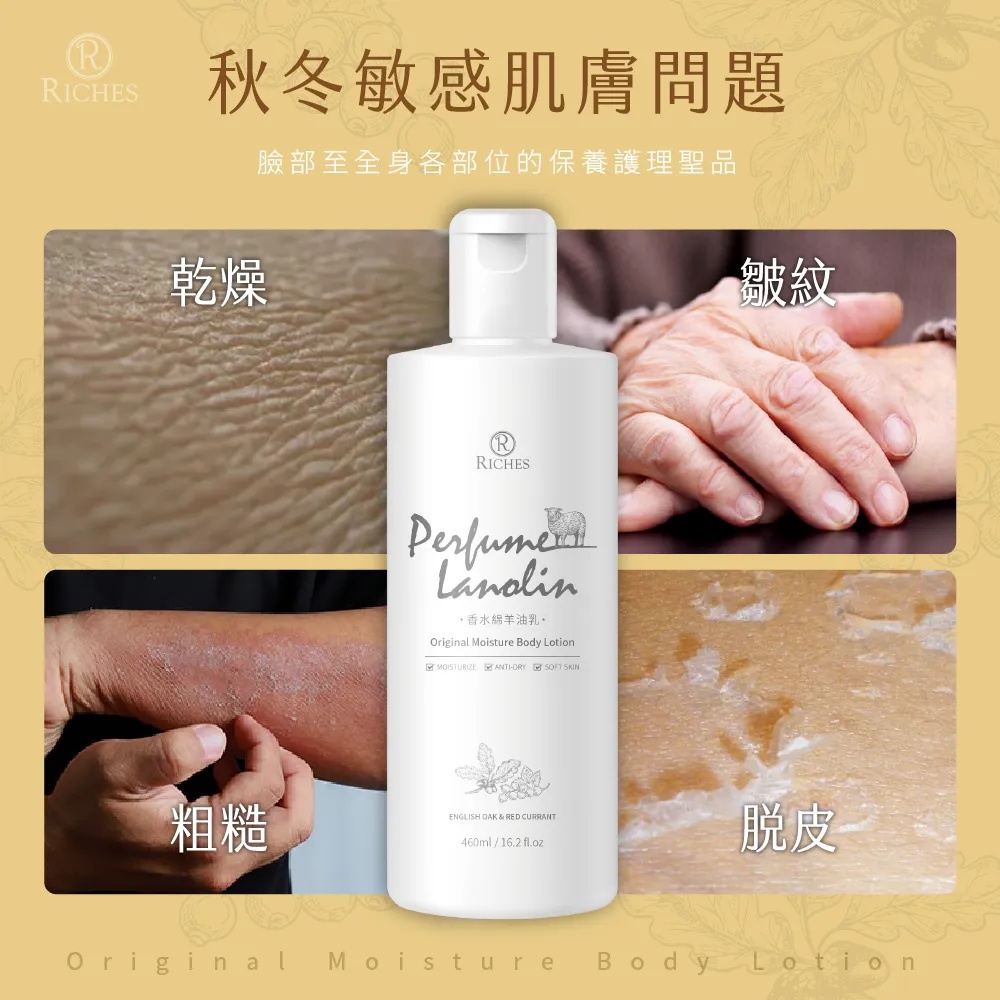 R
RICHES
秋冬敏感肌膚問題
臉部至全身各部位的保養護理聖品
乾燥
皺紋
R
RICHES
Perfume
Lanolin
•香水綿羊油乳•
Original Moisture Body Lotion
MOISTURIZE ANTI-DRY SOFT SKIN
粗糙
脫皮
ENGLISH OAK & RED CURRANT
460ml / 16.2 fl.oz
Original Moisture Body Lotion